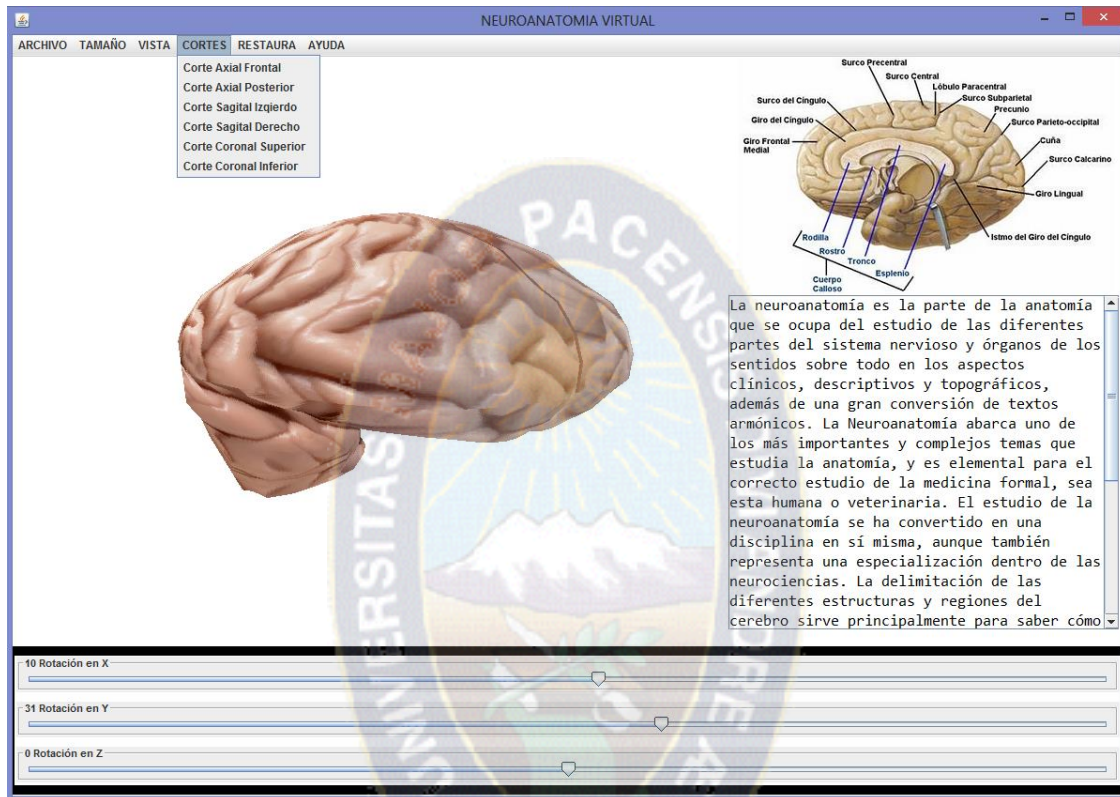 NEUROANATOMIA VIRTUAL
ARCHIVO TAMAÑO VISTA CORTES RESTAURA AYUDA
Corte Axial Frontal
Corte Axial Posterior
Corte Sagital Izqierdo
Corte Sagital Derecho
Corte Coronal Superior
Corte Coronal Inferior
Surco Precentral
Surco Central
Lóbulo Paracentral
Surco Subparietal
Precunio
Surco Parieto-occipital
Cuña
Surco Calcarino
Giro Lingual
Istmo del Giro del Cíngulo
Surco del Cíngulo
Giro del Cíngulo
Giro Frontal
Medial
Rodilla
Rostro
Tronco
Esplenio
Cuerpo
Calloso
La neuroanatomía es la parte de la anatomía
que se ocupa del estudio de las diferentes
partes del sistema nervioso y órganos de los
sentidos sobre todo en los aspectos
clínicos, descriptivos y topográficos,
además de una gran conversión de textos
armónicos. La Neuroanatomía abarca uno de
los más importantes y complejos temas que
estudia la anatomía, y es elemental para el
correcto estudio de la medicina formal, sea
esta humana o veterinaria. El estudio de la
neuroanatomía se ha convertido en una
disciplina en sí misma, aunque también
representa una especialización dentro de las
neurociencias. La delimitación de las
diferentes estructuras y regiones del
cerebro sirve principalmente para saber cómo
10 Rotación en X
31 Rotación en Y
0 Rotación en Z
UNIVERSITAS PACENSIS DIVI ANDRE Æ